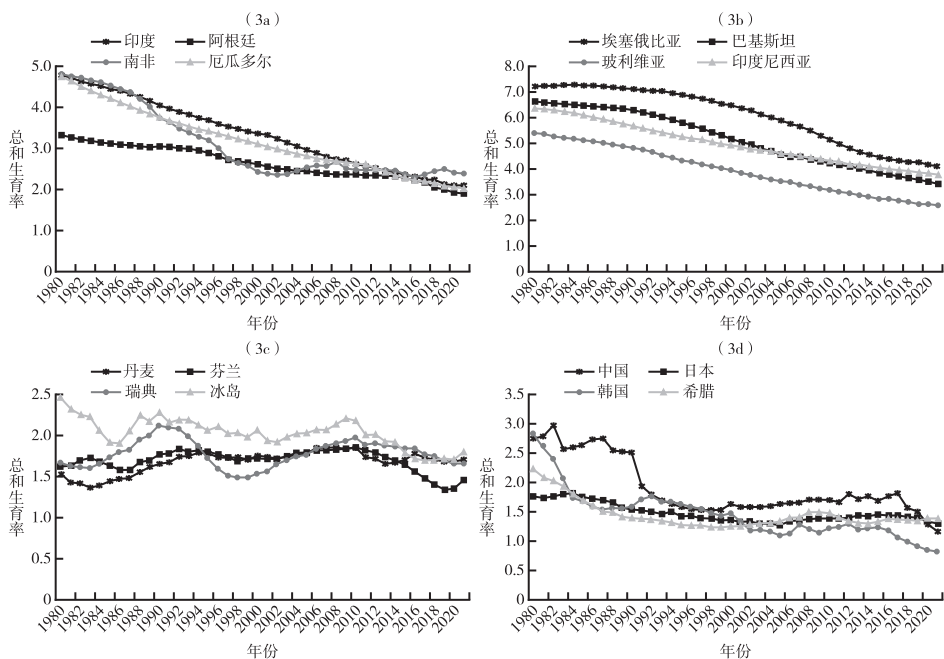 （3a）
印度 阿根廷
南非 厄瓜多尔
5.0
4.0
3.0
2.0
1.0
0
总和生育率
1980 1982 1984 1986 1988 1990 1992 1994 1996 1998 2000 2002 2004 2006 2008 2010 2012 2014 2016 2018 2020
年份
（3b）
埃塞俄比亚 巴基斯坦
玻利维亚 印度尼西亚
8.0
7.0
6.0
5.0
4.0
3.0
2.0
1.0
0
总和生育率
1980 1982 1984 1986 1988 1990 1992 1994 1996 1998 2000 2002 2004 2006 2008 2010 2012 2014 2016 2018 2020
年份
（3c）
丹麦 芬兰
瑞典 冰岛
2.5
2.0
1.5
1.0
0.5
0
总和生育率
1980 1982 1984 1986 1988 1990 1992 1994 1996 1998 2000 2002 2004 2006 2008 2010 2012 2014 2016 2018 2020
年份
（3d）
中国 日本
韩国 希腊
3.5
3.0
2.5
2.0
1.5
1.0
0.5
0
总和生育率
1980 1982 1984 1986 1988 1990 1992 1994 1996 1998 2000 2002 2004 2006 2008 2010 2012 2014 2016 2018 2020
年份